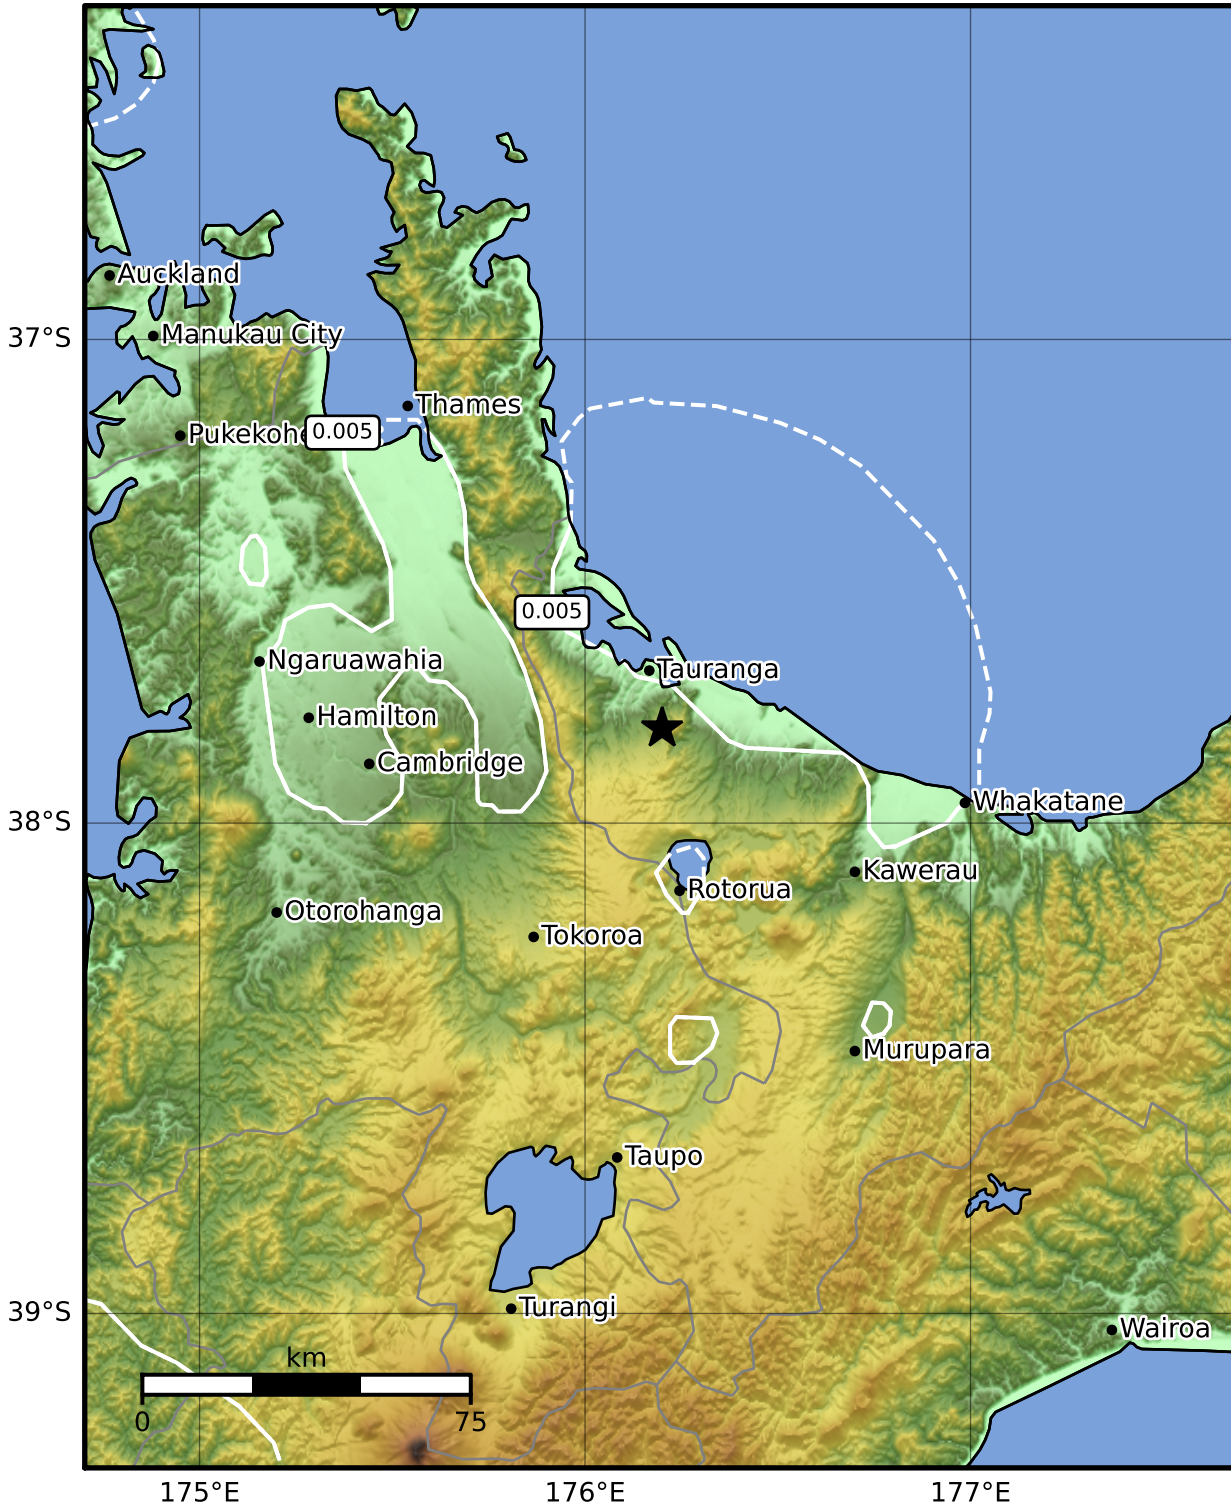 Auckland
37°S
Manukau City
Thames
Pukekohe
0.005
0.005
Ngaruawahia
Tauranga
Hamilton
Cambridge
38°S
Whakatane
Kawerau
Rotorua
Otorohanga
Tokoroa
Murupara
Taupo
39°S
Turangi
Wairoa
km
0
75
175°E
176°E
177°E